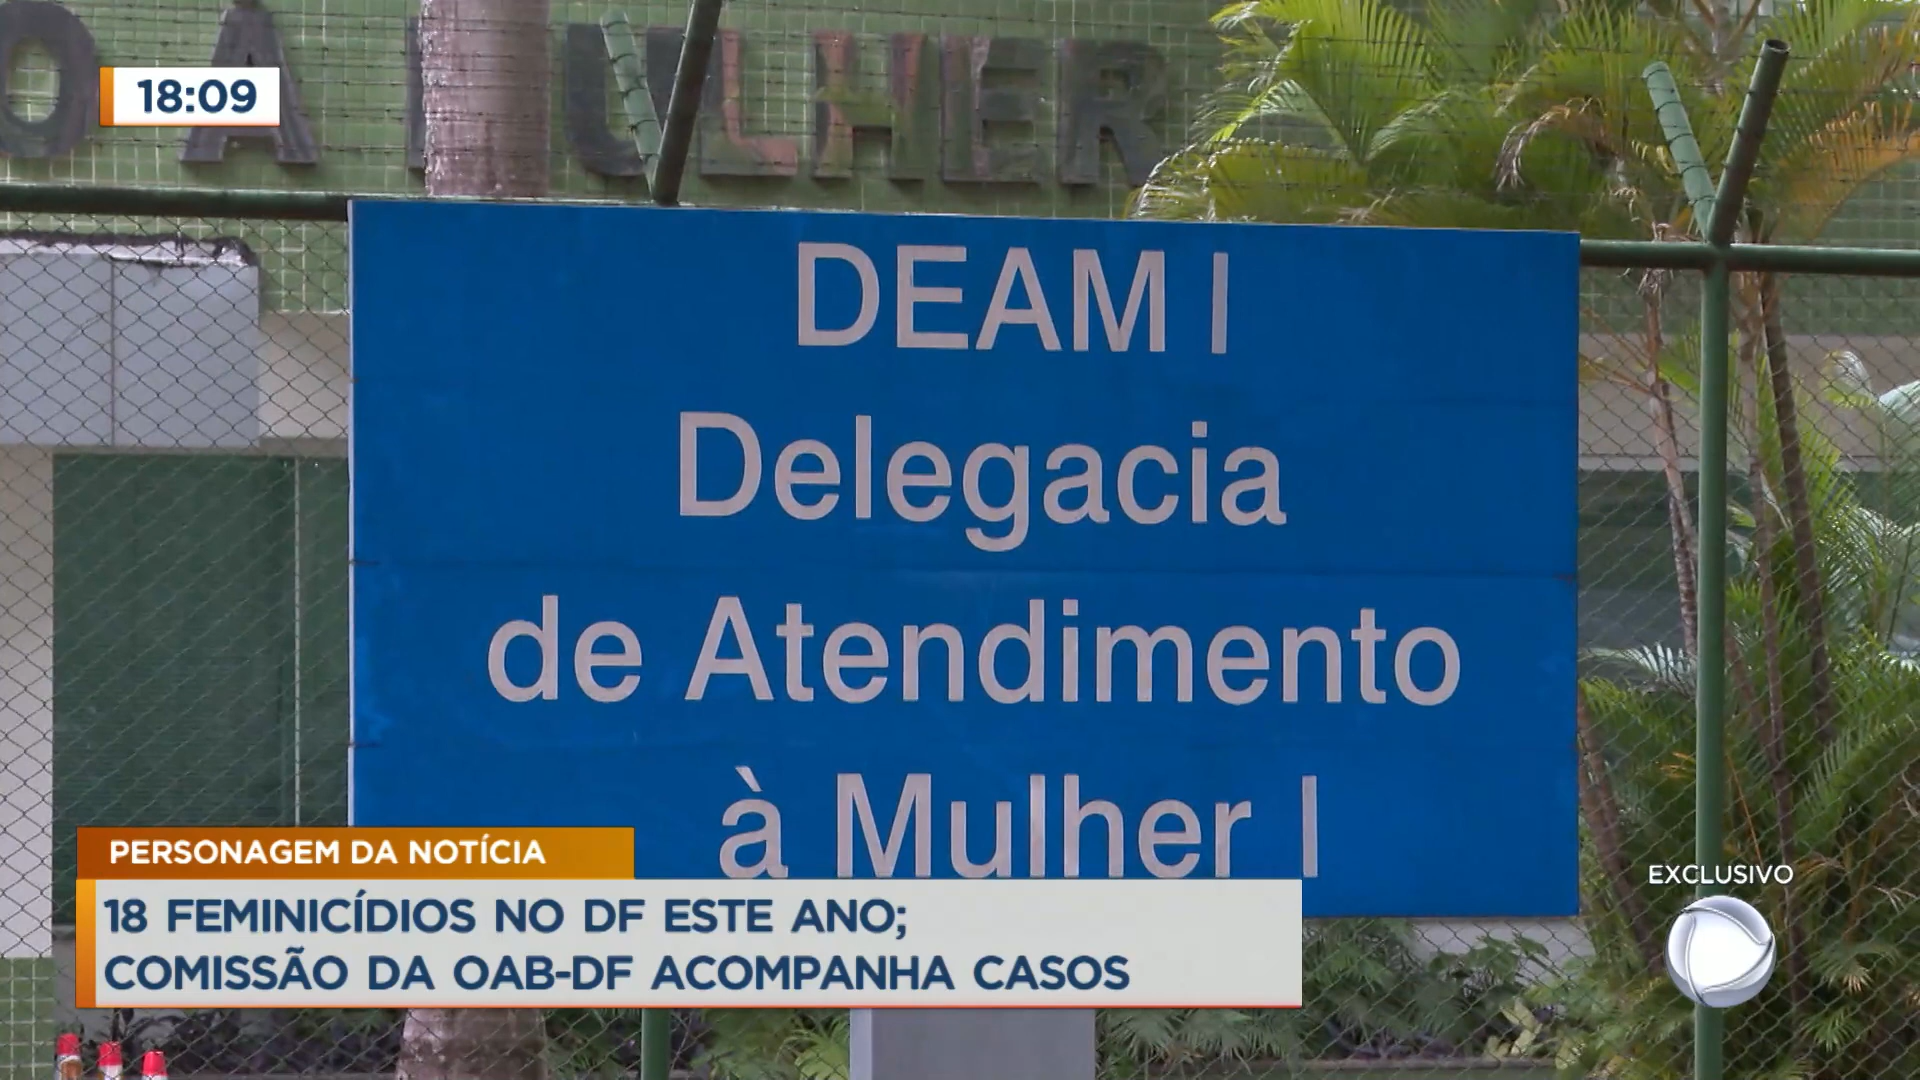 O À MULHER
18:09
DEAM I
Delegacia
de Atendimento
à Mulher I
PERSONAGEM DA NOTÍCIA
18 FEMINICÍDIOS NO DF ESTE ANO;
COMISSÃO DA OAB-DF ACOMPANHA CASOS
EXCLUSIVO